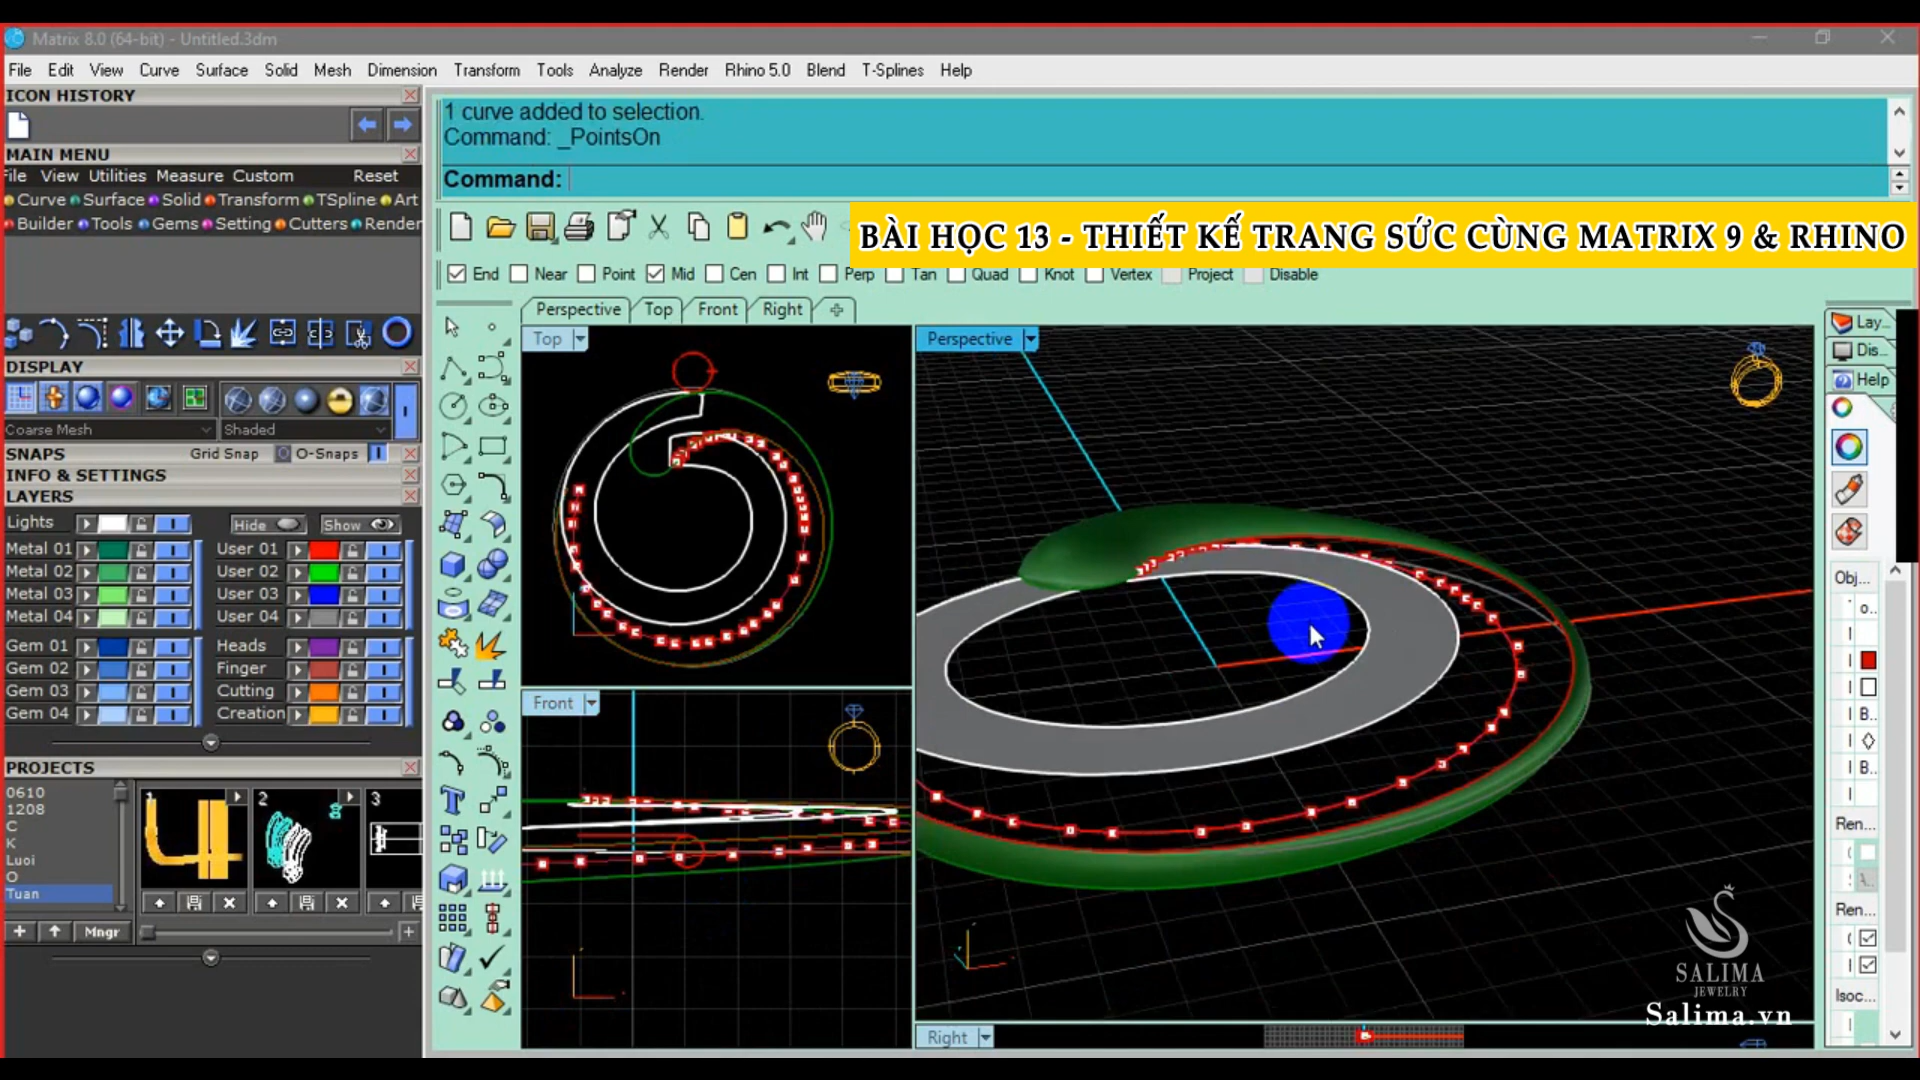 Matrix 8.0 (64-bit) - Untitled.3dm
File Edit View Curve Surface Solid Mesh Dimension Transform Tools Analyze Render Rhino 5.0 Blend T-Splines Help
ICON HISTORY
1 curve added to selection.
Command: _PointsOn
Command:
MAIN MENU
File View Utilities Measure Custom Reset
Curve Surface Solid Transform TSpline Art
Builder Tools Gems Setting Cutters Render
BÀI HỌC 13 - THIẾT KẾ TRANG SỨC CÙNG MATRIX 9 & RHINO
End Near Point Mid Cen Int Perp Tan Quad Knot Vertex Project Disable
Perspective Top Front Right
Top
Perspective
Lay...
Dis...
Help
DISPLAY
Coarse Mesh Shaded
SNAPS Grid Snap O-Snaps
INFO & SETTINGS
LAYERS
Lights Hide Show
Metal 01 User 01
Metal 02 User 02
Metal 03 User 03
Metal 04 User 04
Gem 01 Heads
Gem 02 Finger
Gem 03 Cutting
Gem 04 Creation
Front
Obj...
o..
B..
B..
Ren...
Ren...
Isoc...
PROJECTS
0610
1208
C
K
Luoi
O
Tuan
1 2 3
Mngr
SALIMA
JEWELRY
Salima.vn
Right